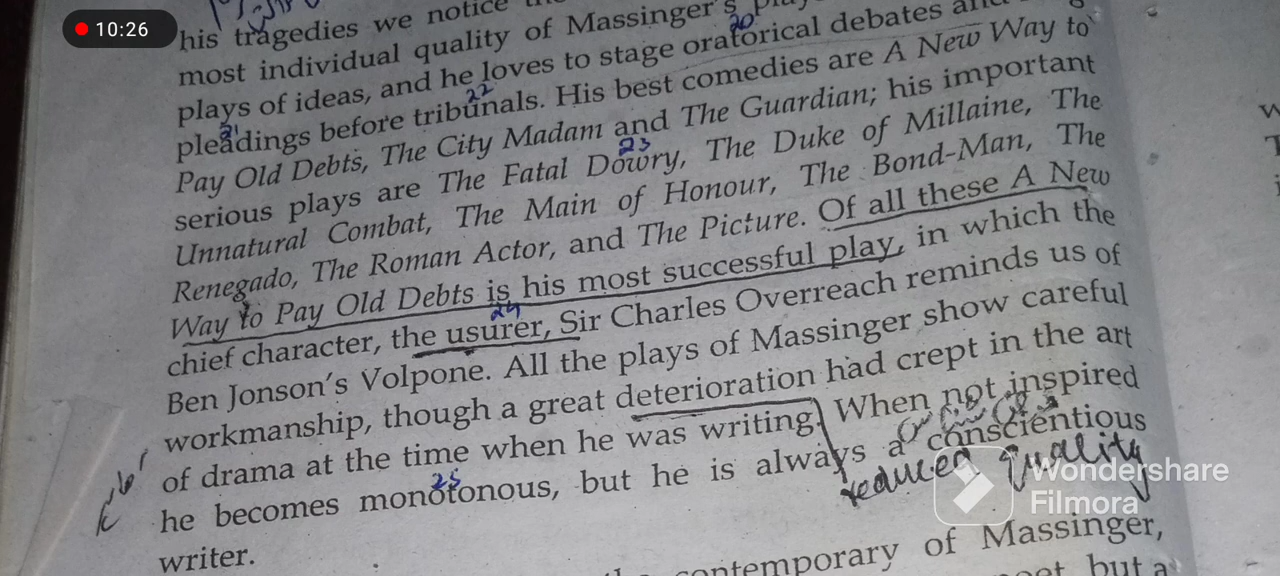 10:26
his tragedies we notice
most individual quality of Massinger's
plays of ideas, and he loves to stage oratorical debates and
pleadings before tribunals. His best comedies are A New Way to
Pay Old Debts, The City Madam and The Guardian; his important
serious plays are The Fatal Dowry, The Duke of Millaine, The
Unnatural Combat, The Main of Honour, The Bond-Man, The
Renegado, The Roman Actor, and The Picture. Of all these A New
Way to Pay Old Debts is his most successful play, in which the
chief character, the usurer, Sir Charles Overreach reminds us of
Ben Jonson's Volpone. All the plays of Massinger show careful
workmanship, though a great deterioration had crept in the art
of drama at the time when he was writing. When not inspired
he becomes monotonous, but he is always a conscientious
writer.
reduced Quality
Wondershare
Filmora
contemporary of Massinger,
but a
20
21
22
23
24
25